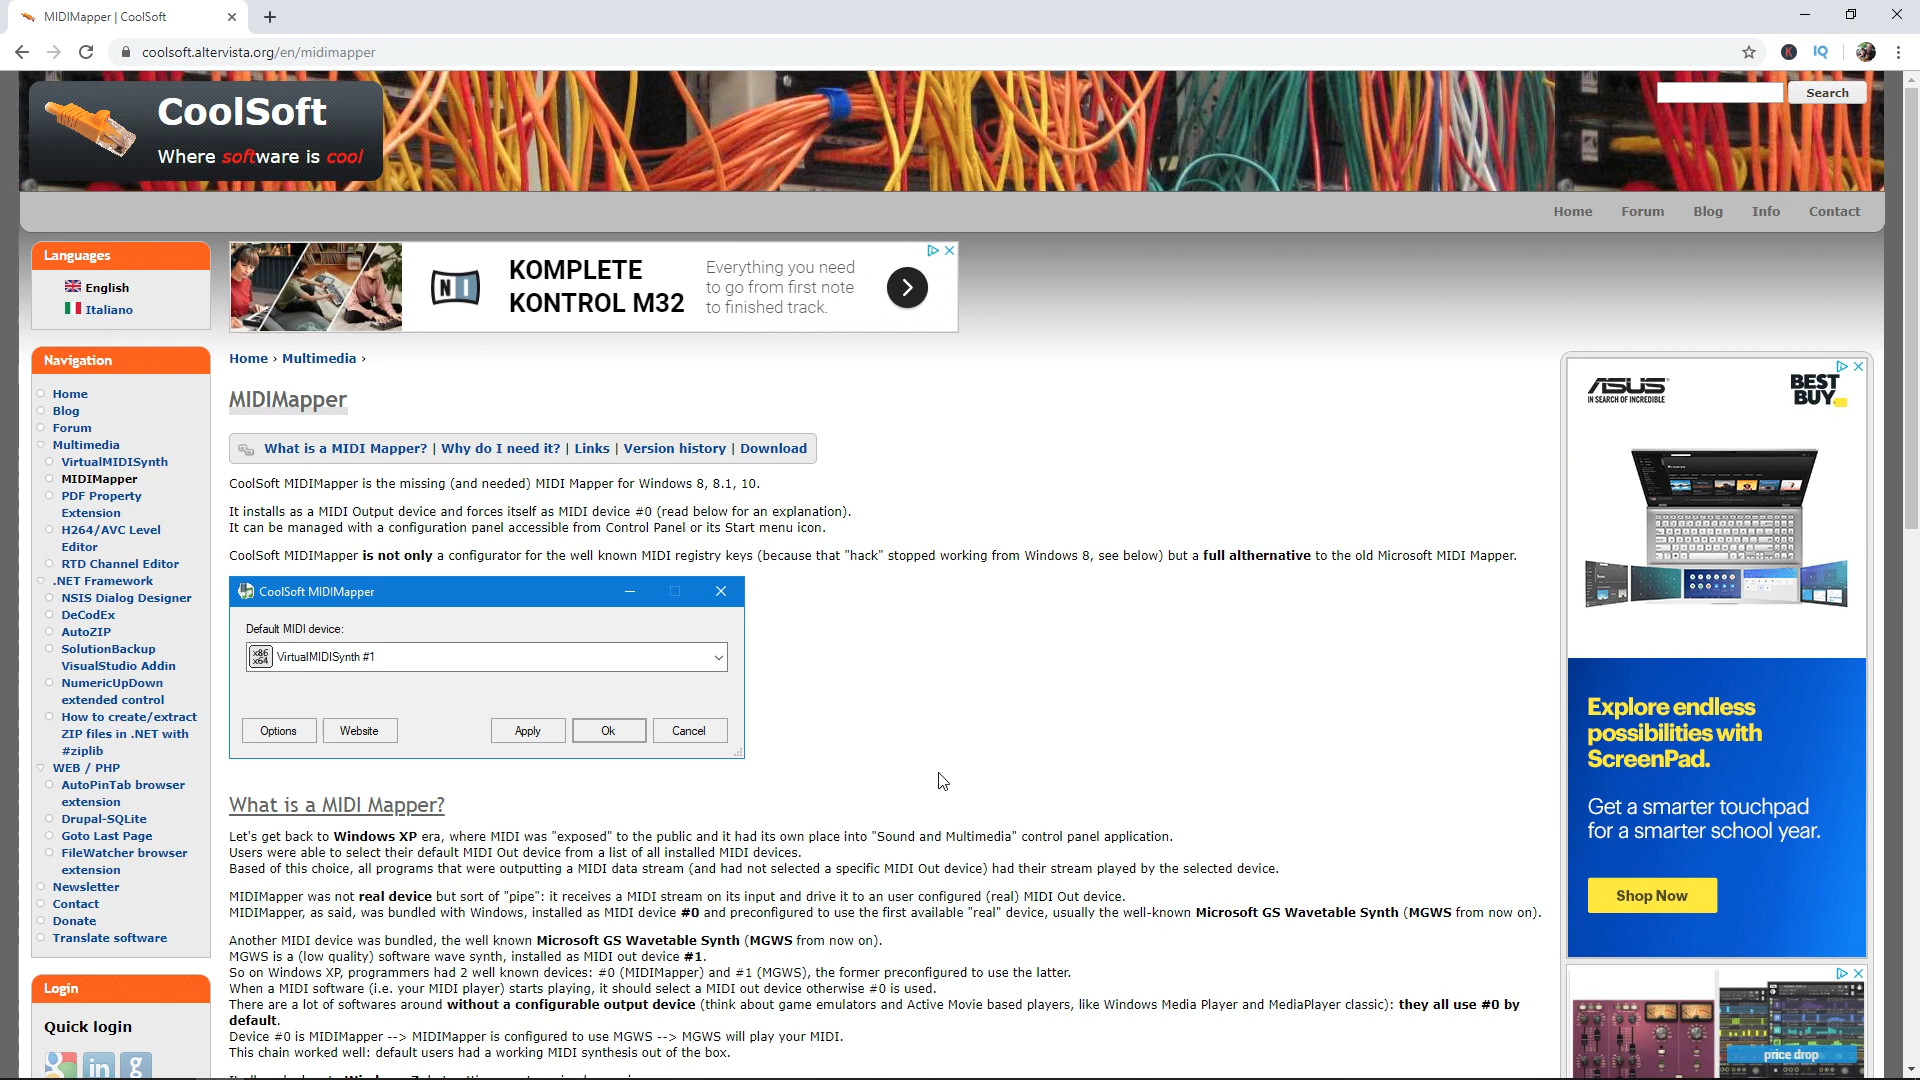 MIDIMapper | CoolSoft
coolsoft.altervista.org/en/midimapper
K
IQ
CoolSoft
Where software is cool
Search
Home
Forum
Blog
Info
Contact
Languages
English
Italiano
NI
KOMPLETE
KONTROL M32
Everything you need
to go from first note
to finished track.
Navigation
Home
Blog
Forum
Multimedia
VirtualMIDISynth
MIDIMapper
PDF Property
Extension
H264/AVC Level
Editor
RTD Channel Editor
.NET Framework
NSIS Dialog Designer
DeCodEx
AutoZIP
SolutionBackup
VisualStudio Addin
NumericUpDown
extended control
How to create/extract
ZIP files in .NET with
#ziplib
WEB / PHP
AutoPinTab browser
extension
Drupal-SQLite
Goto Last Page
FileWatcher browser
extension
Newsletter
Contact
Donate
Translate software
Login
Quick login
in
g
Home › Multimedia ›
MIDIMapper
What is a MIDI Mapper? | Why do I need it? | Links | Version history | Download
CoolSoft MIDIMapper is the missing (and needed) MIDI Mapper for Windows 8, 8.1, 10.
It installs as a MIDI Output device and forces itself as MIDI device #0 (read below for an explanation).
It can be managed with a configuration panel accessible from Control Panel or its Start menu icon.
CoolSoft MIDIMapper is not only a configurator for the well known MIDI registry keys (because that "hack" stopped working from Windows 8, see below) but a full althernative to the old Microsoft MIDI Mapper.
CoolSoft MIDIMapper
Default MIDI device:
x86
x64
VirtualMIDISynth #1
Options
Website
Apply
Ok
Cancel
What is a MIDI Mapper?
Let's get back to Windows XP era, where MIDI was "exposed" to the public and it had its own place into "Sound and Multimedia" control panel application.
Users were able to select their default MIDI Out device from a list of all installed MIDI devices.
Based of this choice, all programs that were outputting a MIDI data stream (and had not selected a specific MIDI Out device) had their stream played by the selected device.
MIDIMapper was not real device but sort of "pipe": it receives a MIDI stream on its input and drive it to an user configured (real) MIDI Out device.
MIDIMapper, as said, was bundled with Windows, installed as MIDI device #0 and preconfigured to use the first available "real" device, usually the well-known Microsoft GS Wavetable Synth (MGWS from now on).
Another MIDI device was bundled, the well known Microsoft GS Wavetable Synth (MGWS from now on).
MGWS is a (low quality) software wave synth, installed as MIDI out device #1.
So on Windows XP, programmers had 2 well known devices: #0 (MIDIMapper) and #1 (MGWS), the former preconfigured to use the latter.
When a MIDI software (i.e. your MIDI player) starts playing, it should select a MIDI out device otherwise #0 is used.
There are a lot of softwares around without a configurable output device (think about game emulators and Active Movie based players, like Windows Media Player and MediaPlayer classic): they all use #0 by
default.
Device #0 is MIDIMapper --> MIDIMapper is configured to use MGWS --> MGWS will play your MIDI.
This chain worked well: default users had a working MIDI synthesis out of the box.
ASUS
IN SEARCH OF INCREDIBLE
BEST
BUY
Explore endless
possibilities with
ScreenPad.
Get a smarter touchpad
for a smarter school year.
Shop Now
price drop